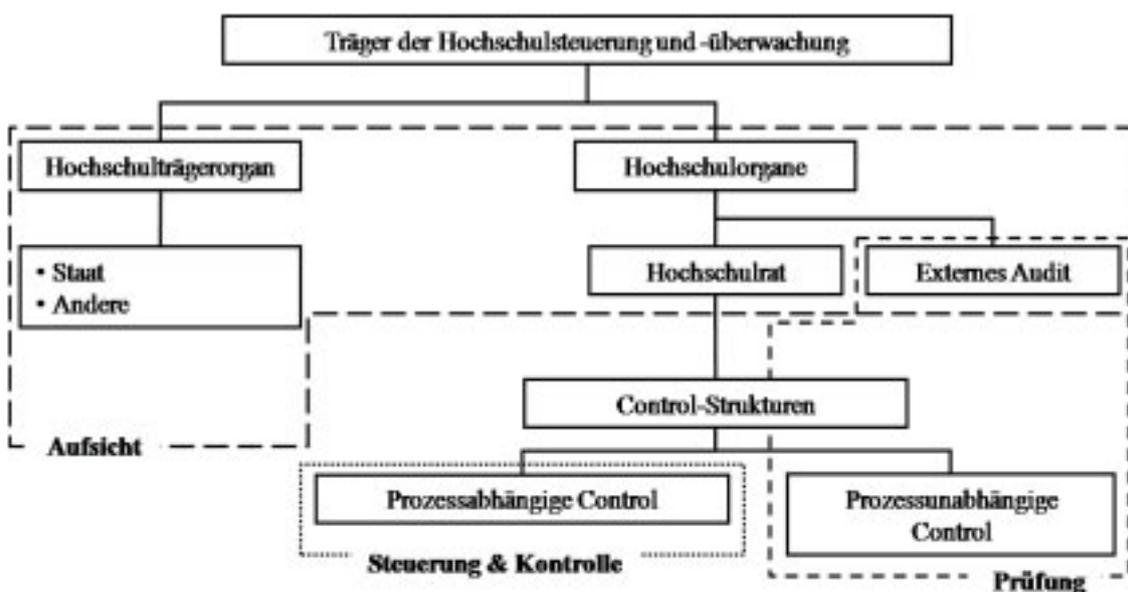 Träger der Hochschulsteuerung und -überwachung
Hochschulträgerorgan
Hochschulorgane
• Staat
• Andere
Hochschulrat
Externes Audit
Control-Strukturen
Aufsicht
Prozessabhängige Control
Prozessunabhängige
Control
Steuerung & Kontrolle
Prüfung